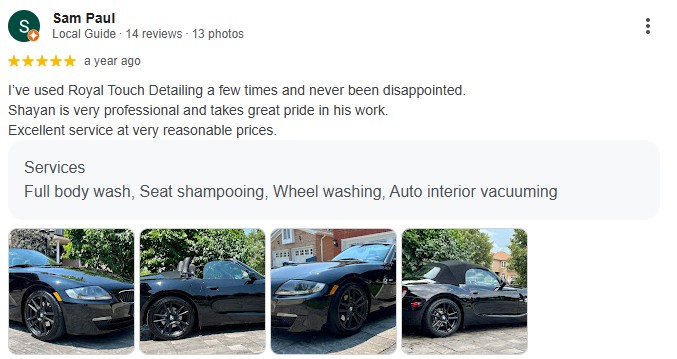 Sam Paul
Local Guide · 14 reviews · 13 photos
a year ago
I've used Royal Touch Detailing a few times and never been disappointed.
Shayan is very professional and takes great pride in his work.
Excellent service at very reasonable prices.
Services
Full body wash, Seat shampooing, Wheel washing, Auto interior vacuuming